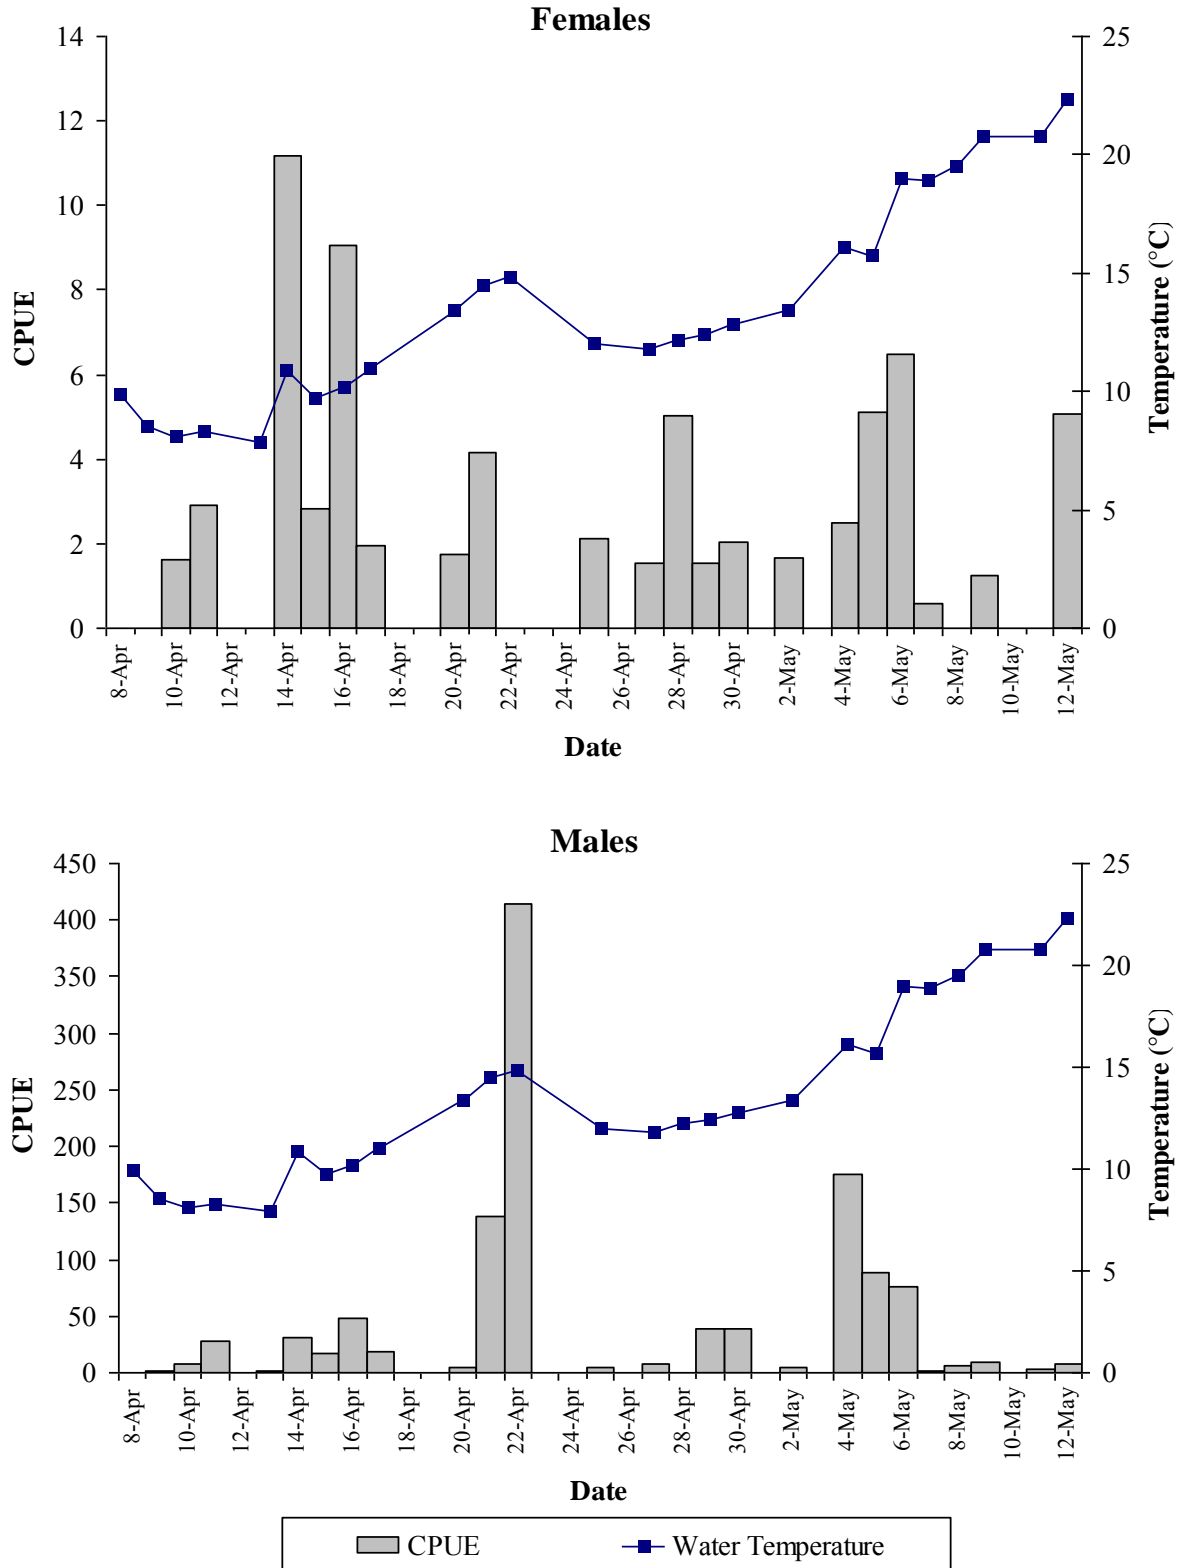 Females
14
12
10
8
6
4
2
0
CPUE
25
20
15
10
5
0
Temperature (°C)
8-Apr
10-Apr
12-Apr
14-Apr
16-Apr
18-Apr
20-Apr
22-Apr
24-Apr
26-Apr
28-Apr
30-Apr
2-May
4-May
6-May
8-May
10-May
12-May
Date
Males
450
400
350
300
250
200
150
100
50
0
CPUE
25
20
15
10
5
0
Temperature (°C)
8-Apr
10-Apr
12-Apr
14-Apr
16-Apr
18-Apr
20-Apr
22-Apr
24-Apr
26-Apr
28-Apr
30-Apr
2-May
4-May
6-May
8-May
10-May
12-May
Date
CPUE
Water Temperature